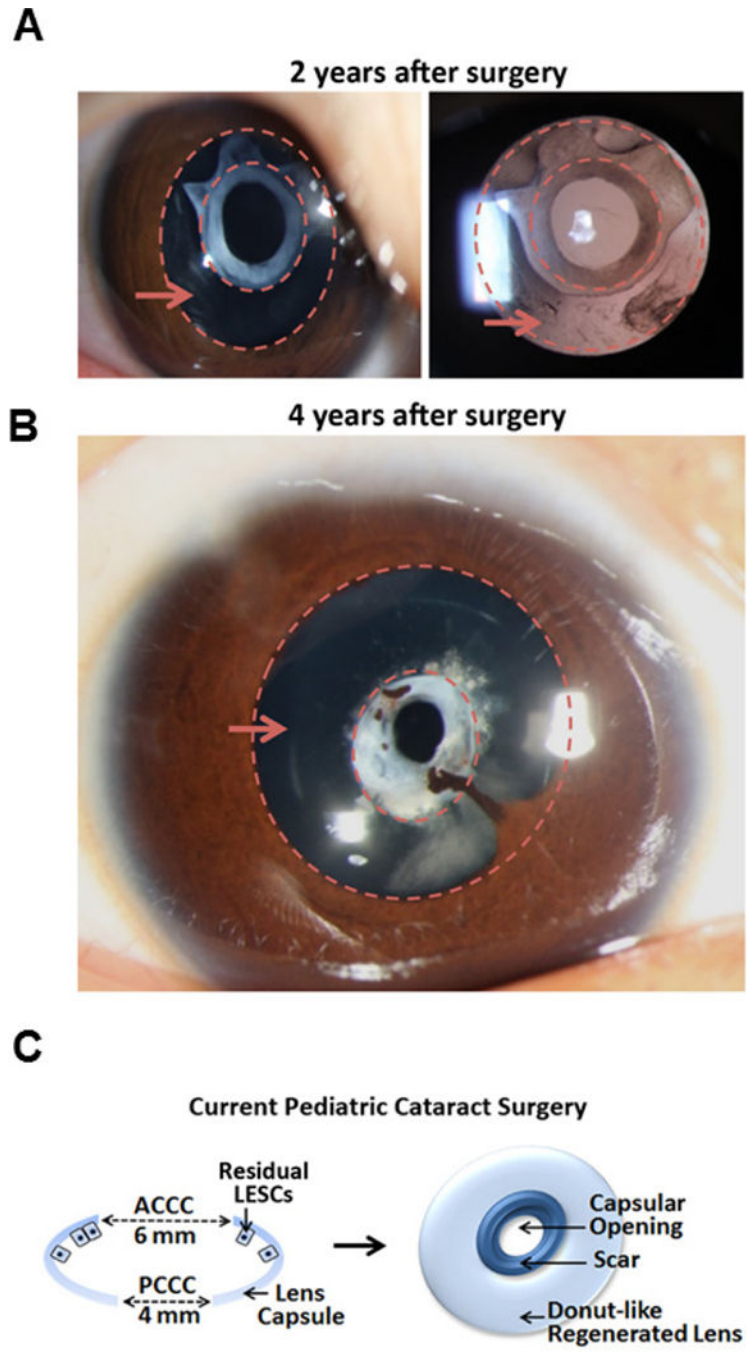 A
2 years after surgery
B
4 years after surgery
C
Current Pediatric Cataract Surgery
Residual
LESCs
ACCC
6 mm
PCCC
4 mm
Lens
Capsule
Capsular
Opening
Scar
Donut-like
Regenerated Lens